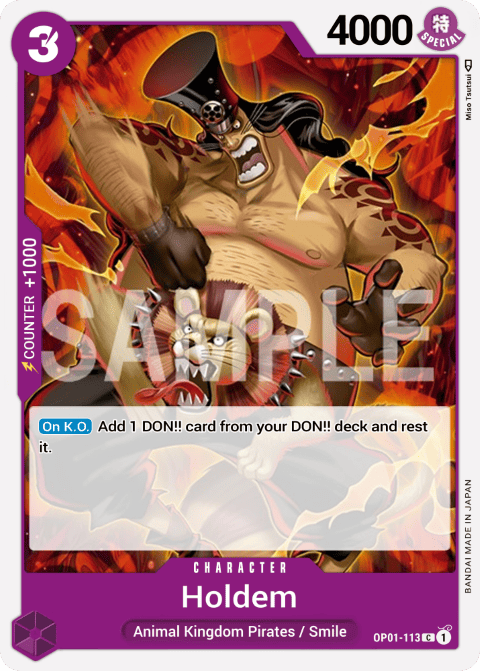 3
4000
特
SPECIAL
Miso Tsutsui
COUNTER +1000
SAMPLE
On K.O. Add 1 DON!! card from your DON!! deck and rest
it.
BANDAI MADE IN JAPAN
CHARACTER
Holdem
Animal Kingdom Pirates / Smile
OP01-113 C 1